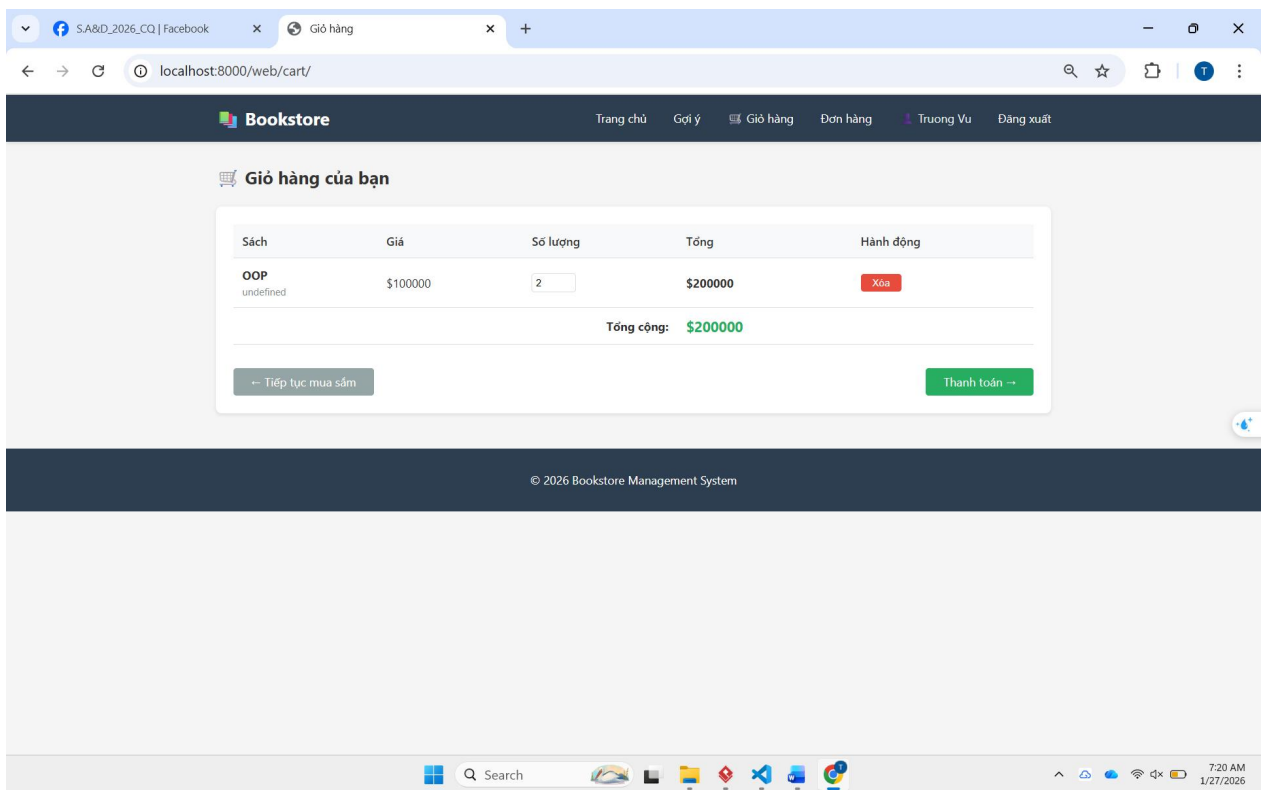 S.A&D_2026_CQ | Facebook
Giỏ hàng
localhost:8000/web/cart/
T
Bookstore
Trang chủ Gợi ý Giỏ hàng Đơn hàng Truong Vu Đăng xuất
Giỏ hàng của bạn
Sách Giá Số lượng Tổng Hành động
OOP
undefined
$100000 2 $200000 Xóa
Tổng cộng: $200000
← Tiếp tục mua sắm Thanh toán →
© 2026 Bookstore Management System
Search
7:20 AM
1/27/2026